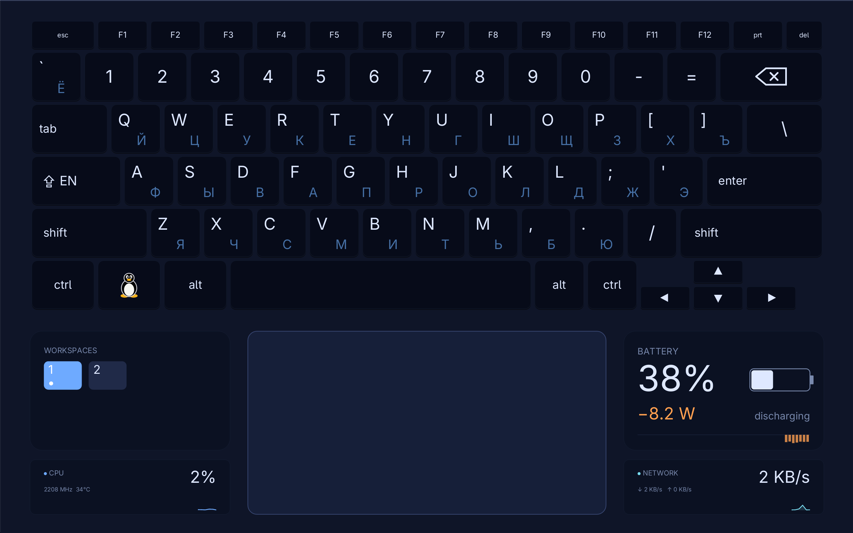 esc F1 F2 F3 F4 F5 F6 F7 F8 F9 F10 F11 F12 prt del
` Ё 1 2 3 4 5 6 7 8 9 0 - =
tab Q Й W Ц E У R К T Е Y Н U Г I Ш O Щ P З [ Х ] Ъ \
EN A Ф S Ы D В F А G П H Р J О K Л L Д ; Ж ' Э enter
shift Z Я X Ч C С V М B И N Т M Ь , Б . Ю / shift
ctrl alt alt ctrl
WORKSPACES
1 2
BATTERY
38%
−8.2 W discharging
CPU 2%
2208 MHz 34°C
NETWORK 2 KB/s
↓ 2 KB/s ↑ 0 KB/s